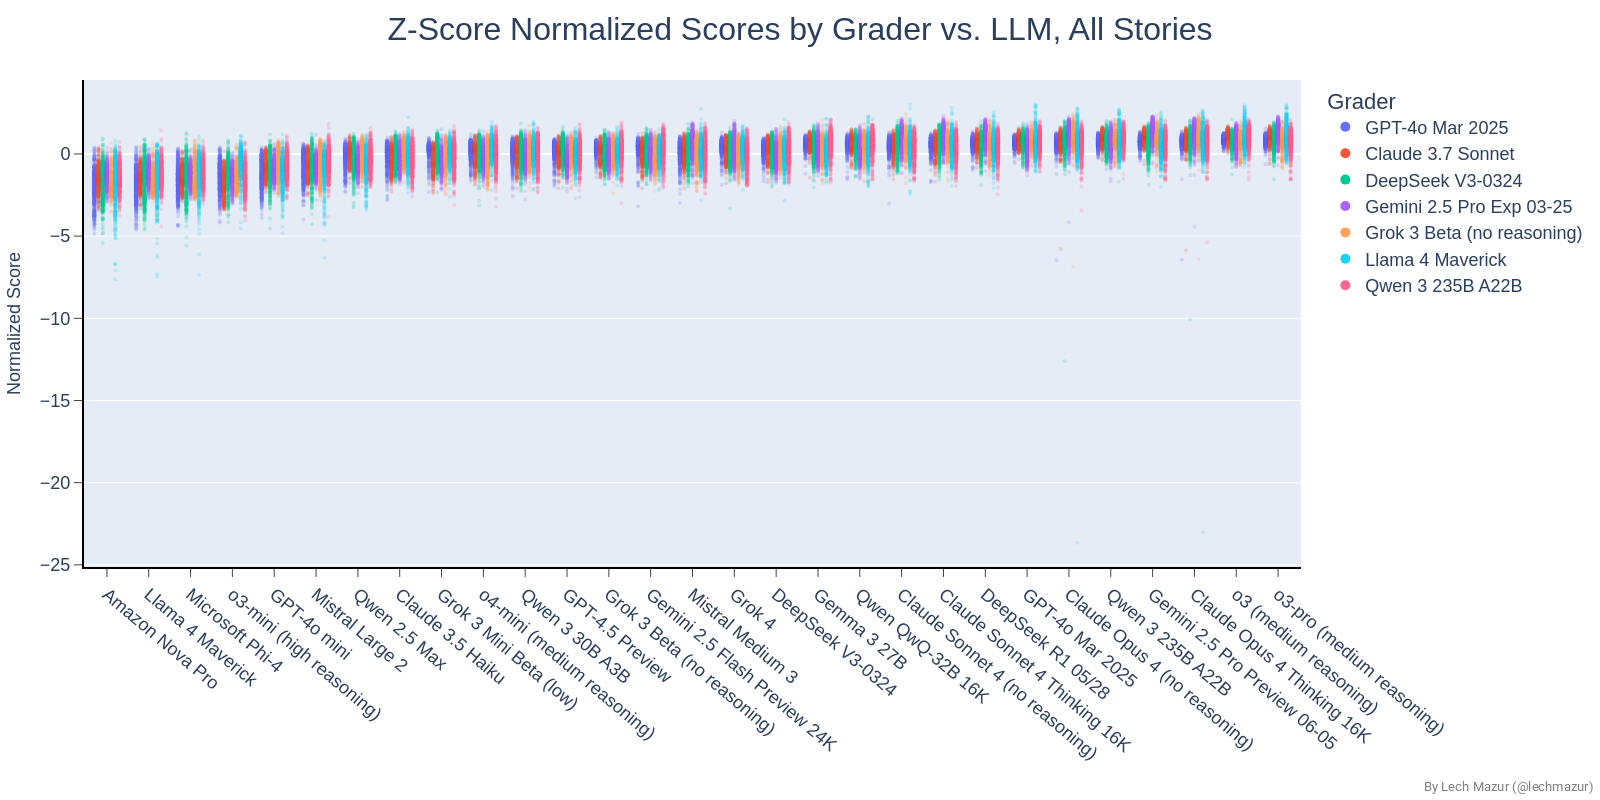 Z-Score Normalized Scores by Grader vs. LLM, All Stories
Grader
GPT-4o Mar 2025
Claude 3.7 Sonnet
DeepSeek V3-0324
Gemini 2.5 Pro Exp 03-25
Grok 3 Beta (no reasoning)
Llama 4 Maverick
Qwen 3 235B A22B
Normalized Score
0
−5
−10
−15
−20
−25
Amazon Nova Pro
Llama 4 Maverick
Microsoft Phi-4
o3-mini (high reasoning)
GPT-4o mini
Mistral Large 2
Qwen 2.5 Max
Claude 3.5 Haiku
Grok 3 Mini Beta (low)
o4-mini (medium reasoning)
Qwen 3 30B A3B
GPT-4.5 Preview
Grok 3 Beta (no reasoning)
Gemini 2.5 Flash Preview 24K
Mistral Medium 3
Grok 4
DeepSeek V3-0324
Gemma 3 27B
Qwen QwQ-32B 16K
Claude Sonnet 4 (no reasoning)
Claude Sonnet 4 Thinking 16K
DeepSeek R1 05/28
GPT-4o Mar 2025
Claude Opus 4 (no reasoning)
Qwen 3 235B A22B
Gemini 2.5 Pro Preview 06-05
Claude Opus 4 Thinking 16K
o3 (medium reasoning)
o3-pro (medium reasoning)
By Lech Mazur (@lechmazur)